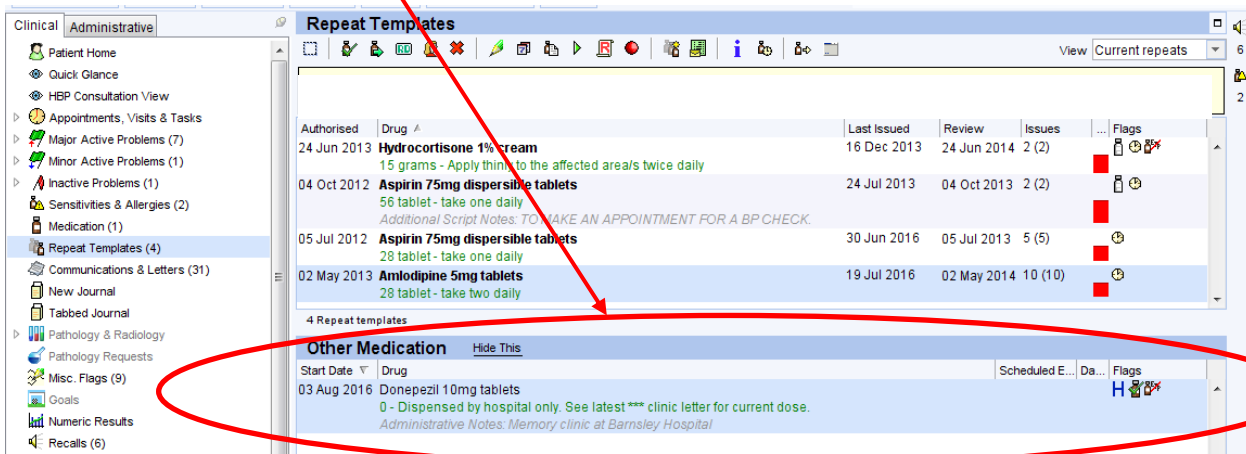 Clinical Administrative
Repeat Templates
Patient Home
Quick Glance
HBP Consultation View
Appointments, Visits & Tasks
Major Active Problems (7)
Minor Active Problems (1)
Inactive Problems (1)
Sensitivities & Allergies (2)
Medication (1)
Repeat Templates (4)
Communications & Letters (31)
New Journal
Tabbed Journal
Pathology & Radiology
Pathology Requests
Misc. Flags (9)
Goals
Numeric Results
Recalls (6)
RD R i View Current repeats
6
2
Authorised Drug Last Issued Review Issues ... Flags
24 Jun 2013 Hydrocortisone 1% cream 16 Dec 2013 24 Jun 2014 2 (2)
15 grams - Apply thinly to the affected area/s twice daily
04 Oct 2012 Aspirin 75mg dispersible tablets 24 Jul 2013 04 Oct 2013 2 (2)
56 tablet - take one daily
Additional Script Notes: TO MAKE AN APPOINTMENT FOR A BP CHECK.
05 Jul 2012 Aspirin 75mg dispersible tablets 30 Jun 2016 05 Jul 2013 5 (5)
28 tablet - take one daily
02 May 2013 Amlodipine 5mg tablets 19 Jul 2016 02 May 2014 10 (10)
28 tablet - take two daily
4 Repeat templates
Other Medication Hide This
Start Date Drug Scheduled E... Da... Flags
03 Aug 2016 Donepezil 10mg tablets H
0 - Dispensed by hospital only. See latest *** clinic letter for current dose.
Administrative Notes: Memory clinic at Barnsley Hospital